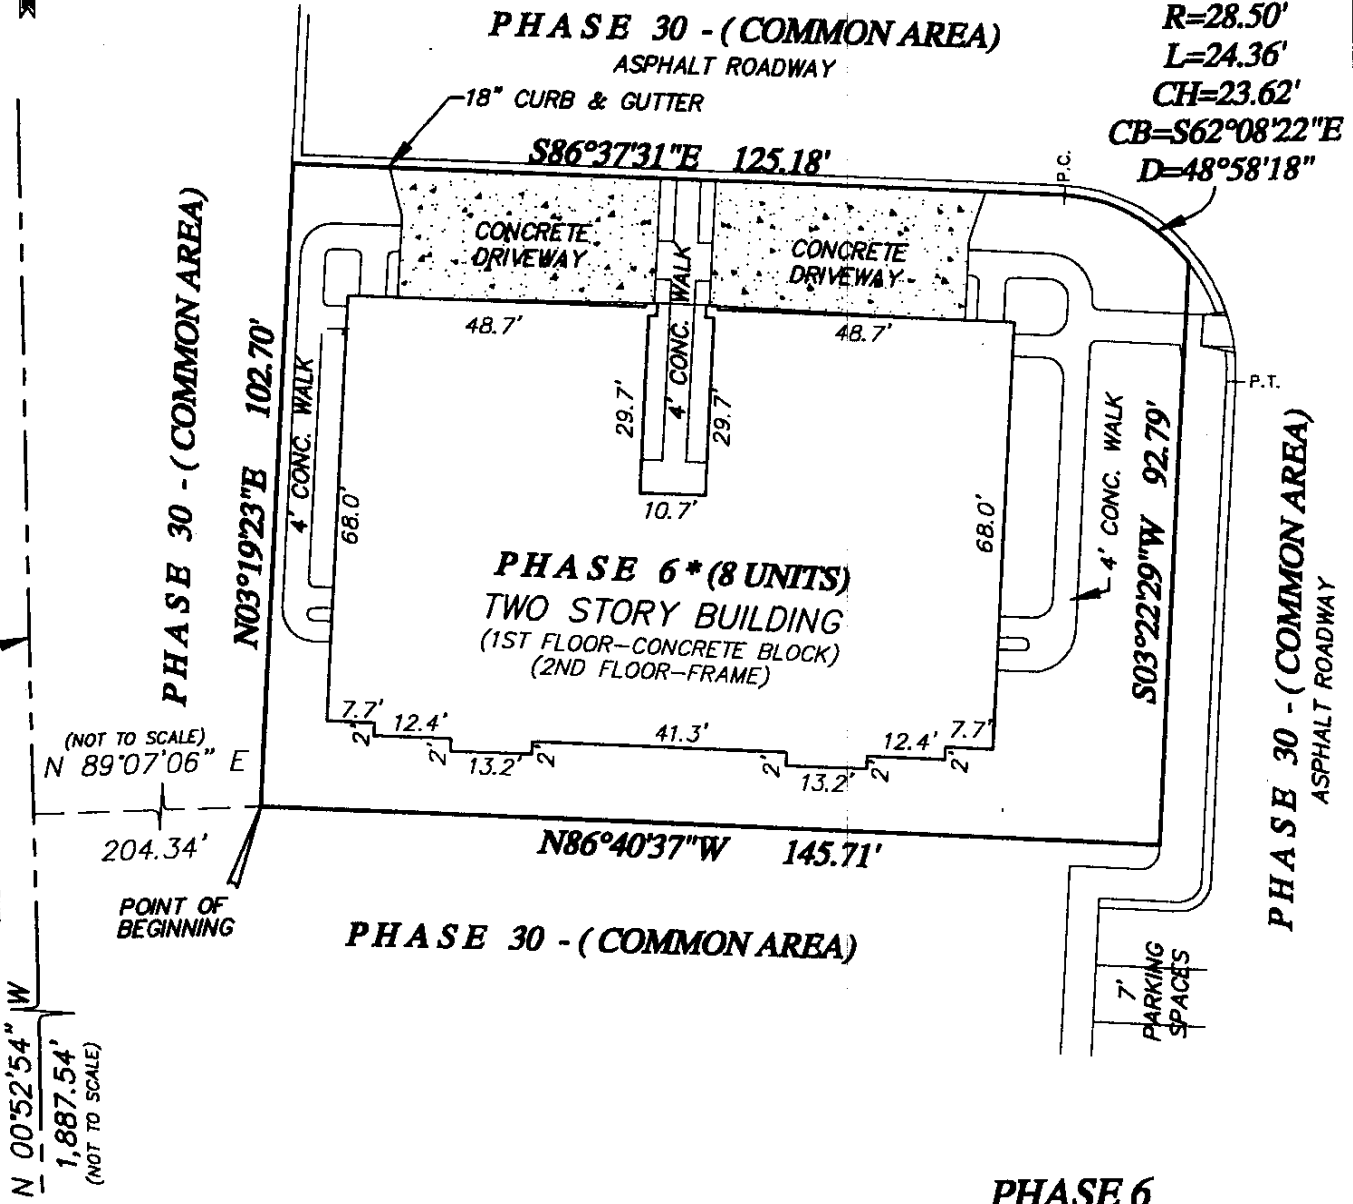 PHASE 30 - (COMMON AREA)
ASPHALT ROADWAY
18" CURB & GUTTER
S86°37'31"E 125.18'
R=28.50'
L=24.36'
CH=23.62'
CB=S62°08'22"E
D=48°58'18"
P.C.
P.T.
CONCRETE
DRIVEWAY
4' CONC. WALK
CONCRETE
DRIVEWAY
48.7'
48.7'
29.7'
29.7'
10.7'
PHASE 30 - (COMMON AREA)
N03°19'23"E 102.70'
4' CONC. WALK
68.0'
68.0'
4' CONC. WALK
S03°22'29"W 92.79'
PHASE 30 - (COMMON AREA)
ASPHALT ROADWAY
PHASE 6 * (8 UNITS)
TWO STORY BUILDING
(1ST FLOOR-CONCRETE BLOCK)
(2ND FLOOR-FRAME)
7.7'
2'
12.4'
2'
13.2'
2'
41.3'
2'
13.2'
2'
12.4'
2'
7.7'
(NOT TO SCALE)
N 89°07'06" E
204.34'
POINT OF
BEGINNING
N86°40'37"W 145.71'
PHASE 30 - (COMMON AREA)
7'
PARKING
SPACES
N 00°52'54" W
1,887.54'
(NOT TO SCALE)
PHASE 6